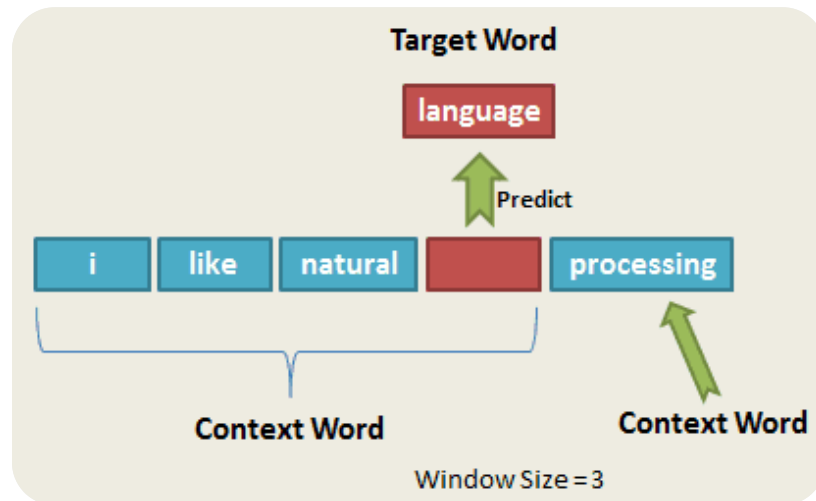 Target Word
language
Predict
i like natural processing
Context Word
Context Word
Window Size = 3